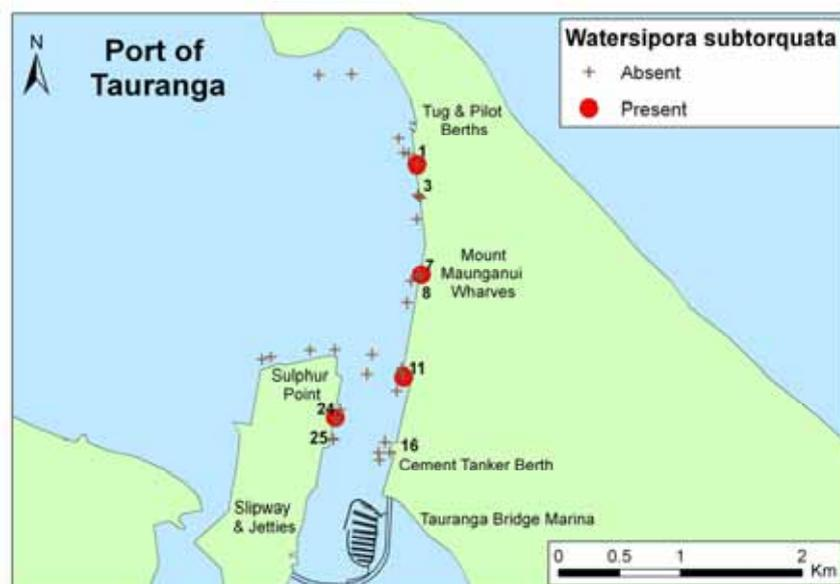 N
Port of
Tauranga
Watersipora subtorquata
Absent
Present
Tug & Pilot
Berths
1
3
Mount
Maunganui
Wharves
7
8
Sulphur
Point
11
24
25
16
Cement Tanker Berth
Slipway
& Jetties
Tauranga Bridge Marina
0 0.5 1 2
Km